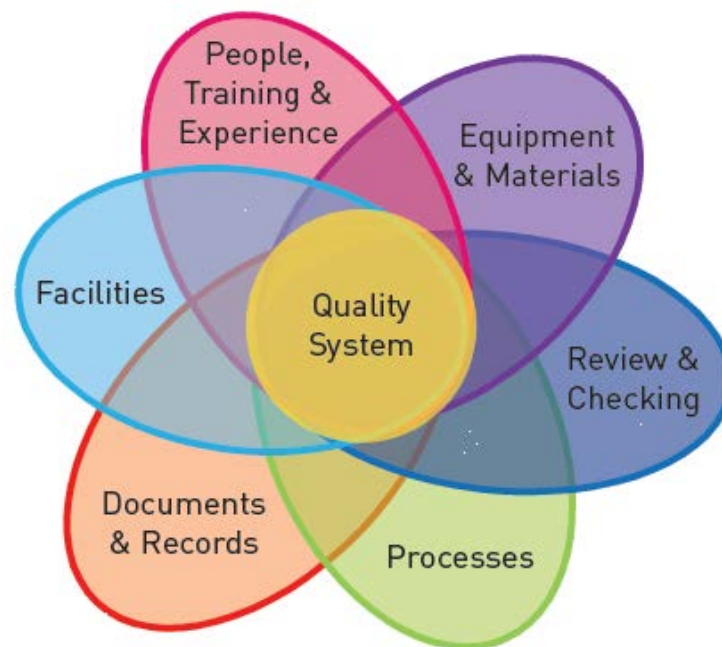 People,
Training &
Experience
Equipment
& Materials
Facilities
Quality
System
Review &
Checking
Documents
& Records
Processes